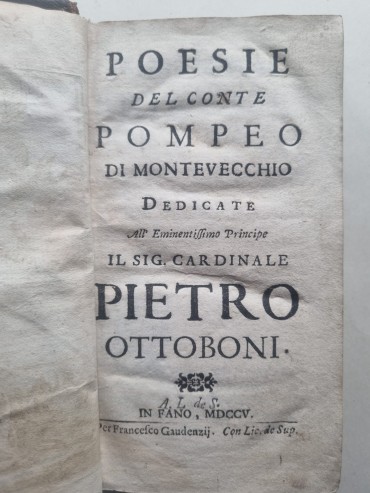 POESIE
DEL CONTE
POMPEO
DI MONTEVECCHIO
DEDICATE
All' Eminentissimo Principe
IL SIG. CARDINALE
PIETRO
OTTOBONI.
A. L. de S.
IN FANO, MDCCV.
Per Francesco Gaudenzij. Con Lic. de Sup.